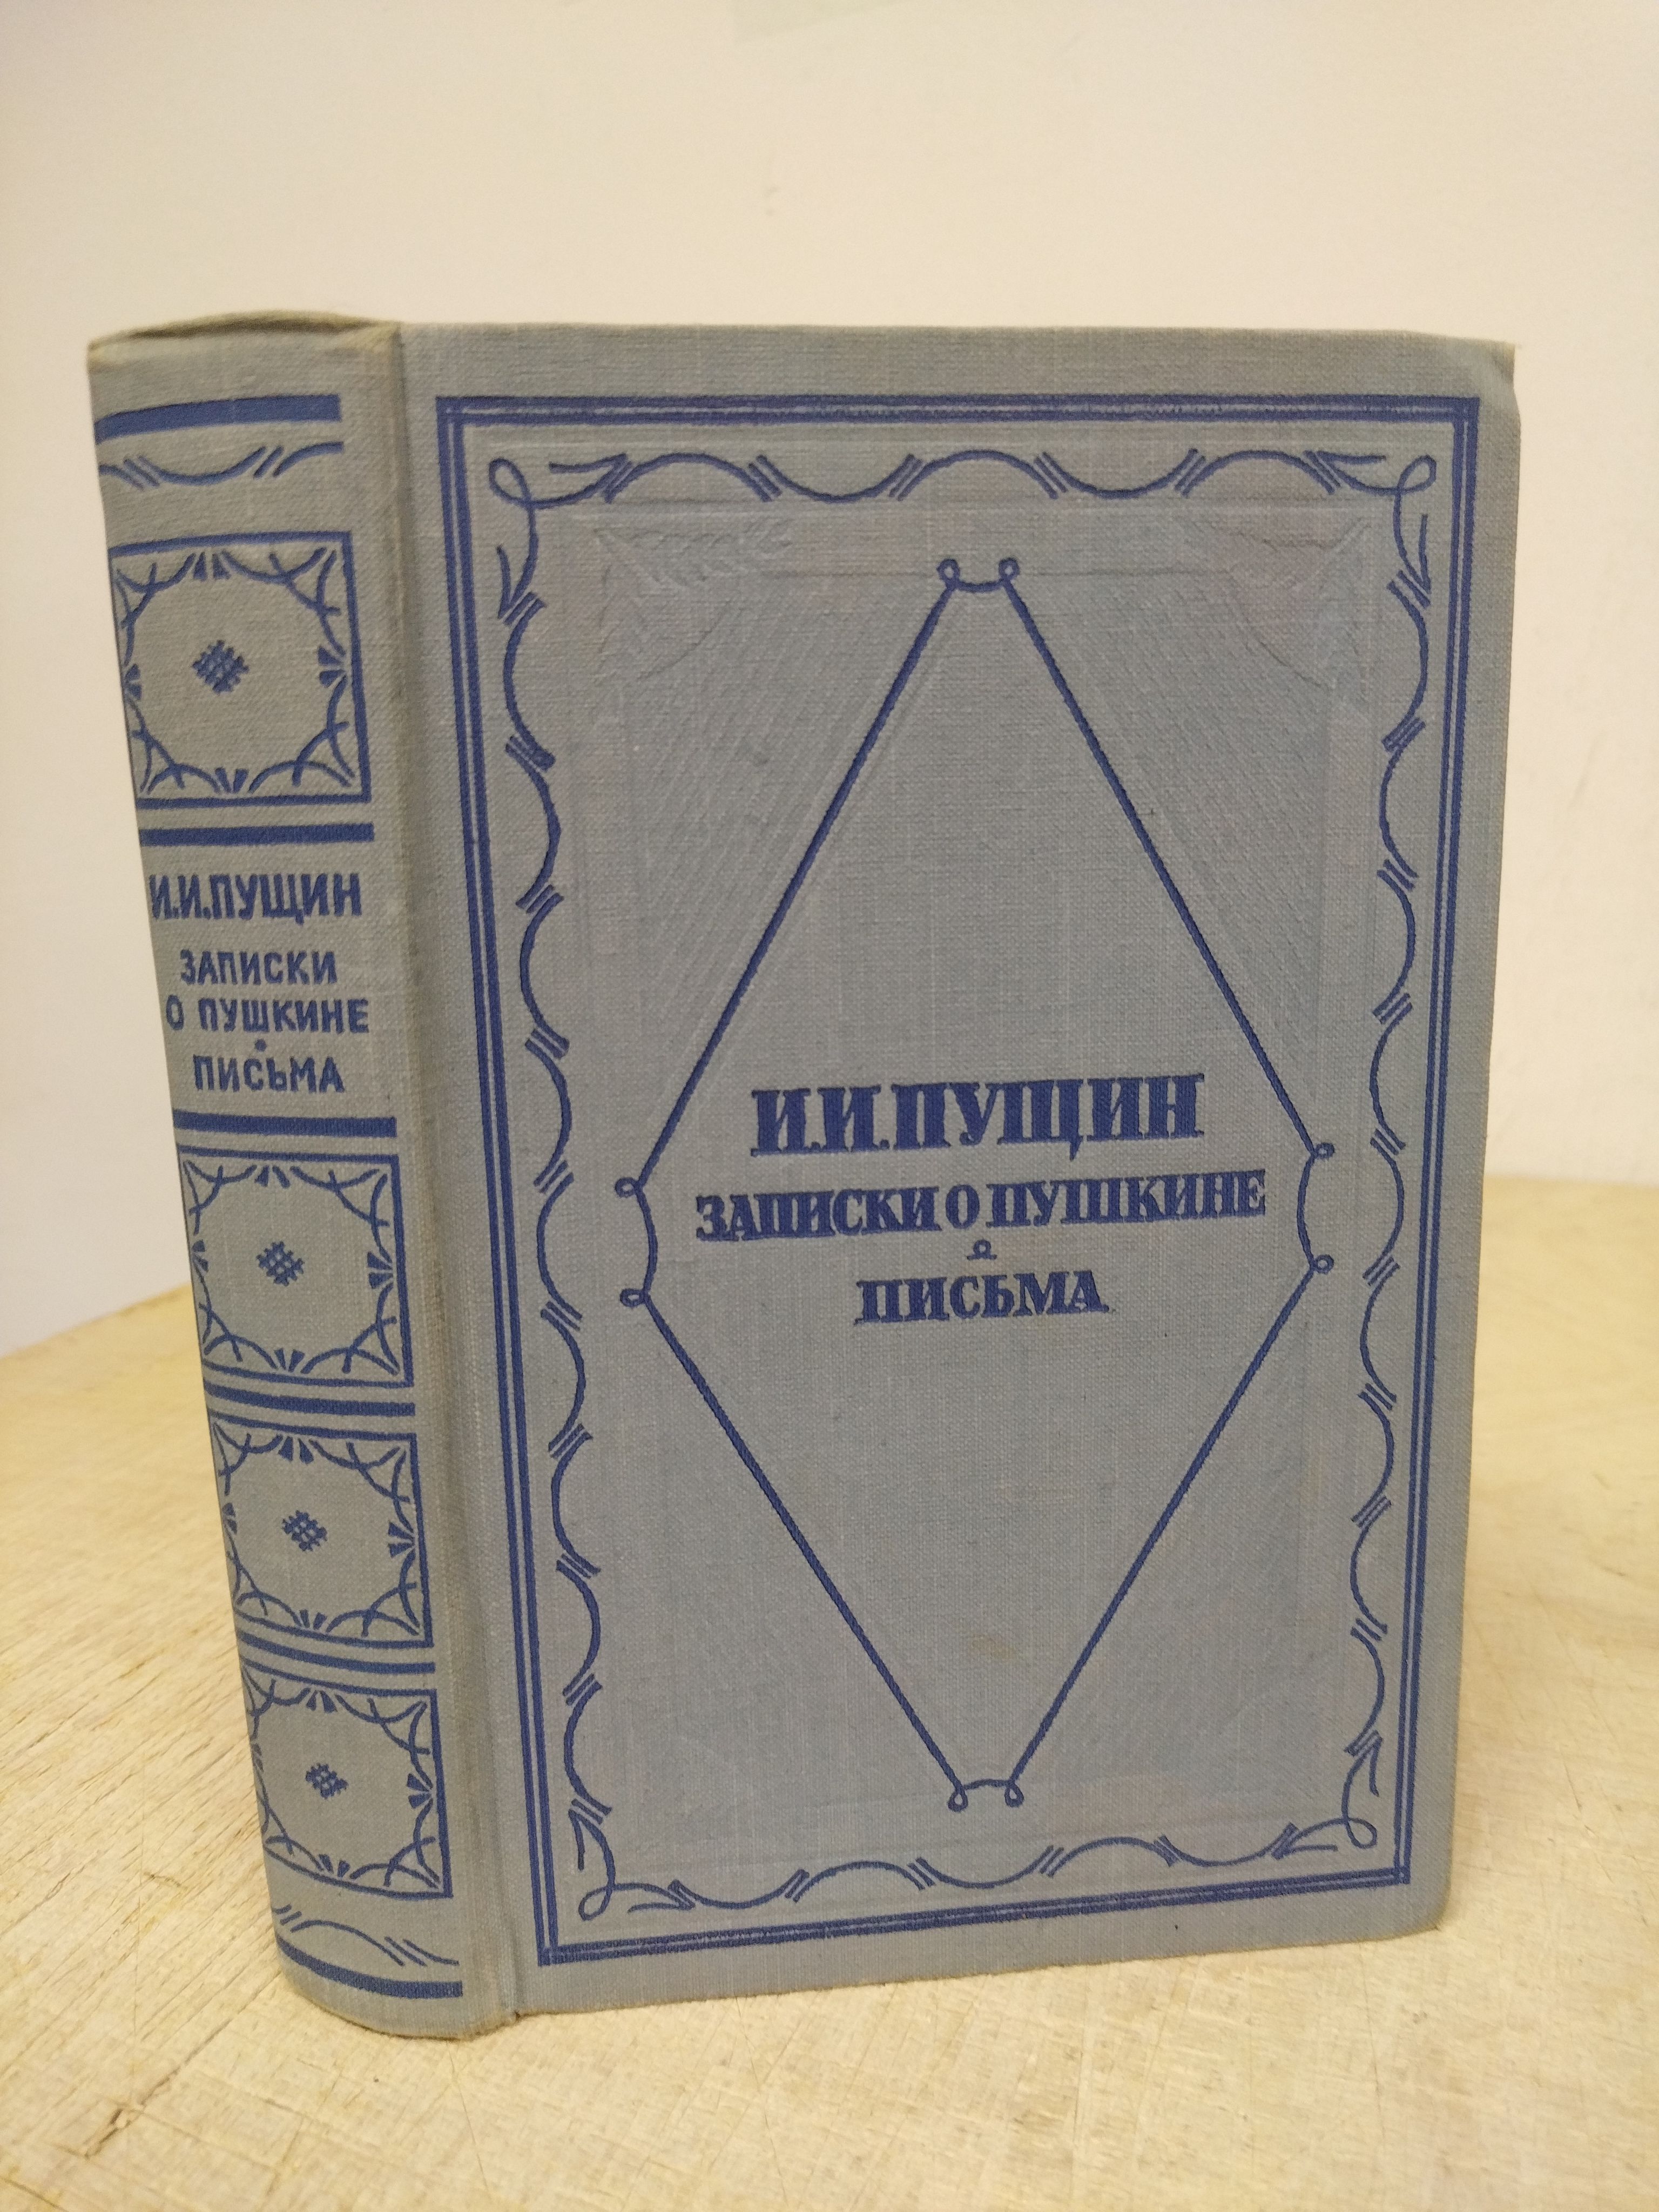 И.И.ПУЩИН
ЗАПИСКИ
О ПУШКИНЕ
ПИСЬМА
И.И.ПУЩИН
ЗАПИСКИ О ПУШКИНЕ
ПИСЬМА